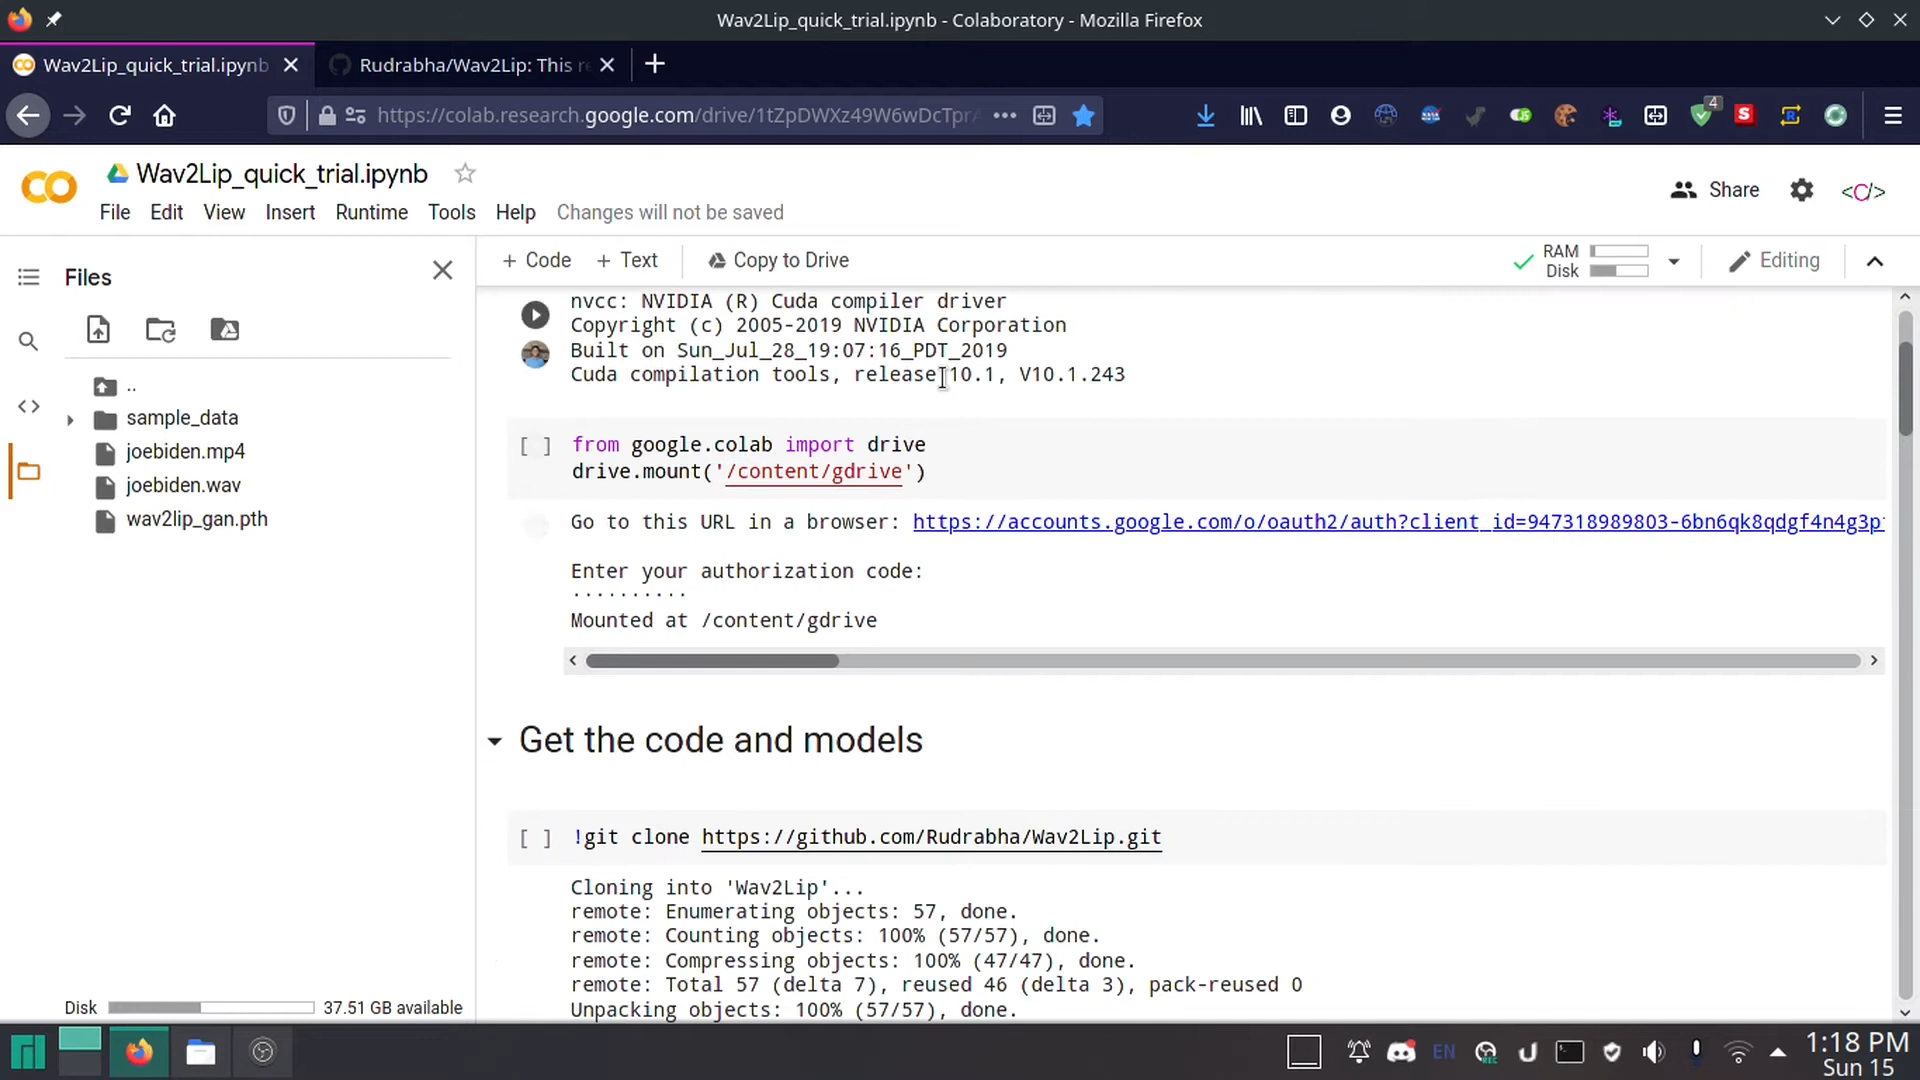 Wav2Lip_quick_trial.ipynb - Colaboratory - Mozilla Firefox
Wav2Lip_quick_trial.ipynb
Rudrabha/Wav2Lip: This r
https://colab.research.google.com/drive/1tZpDWXz49W6wDcTprA
4
Wav2Lip_quick_trial.ipynb
Share
File Edit View Insert Runtime Tools Help Changes will not be saved
Files
+ Code + Text Copy to Drive
RAM
Disk
Editing
..
sample_data
joebiden.mp4
joebiden.wav
wav2lip_gan.pth
Disk 37.51 GB available
nvcc: NVIDIA (R) Cuda compiler driver
Copyright (c) 2005-2019 NVIDIA Corporation
Built on Sun_Jul_28_19:07:16_PDT_2019
Cuda compilation tools, release 10.1, V10.1.243
[ ] from google.colab import drive
drive.mount('/content/gdrive')
Go to this URL in a browser: https://accounts.google.com/o/oauth2/auth?client_id=947318989803-6bn6qk8qdgf4n4g3p
Enter your authorization code:
··········
Mounted at /content/gdrive
Get the code and models
[ ] !git clone https://github.com/Rudrabha/Wav2Lip.git
Cloning into 'Wav2Lip'...
remote: Enumerating objects: 57, done.
remote: Counting objects: 100% (57/57), done.
remote: Compressing objects: 100% (47/47), done.
remote: Total 57 (delta 7), reused 46 (delta 3), pack-reused 0
Unpacking objects: 100% (57/57), done.
EN
1:18 PM
Sun 15